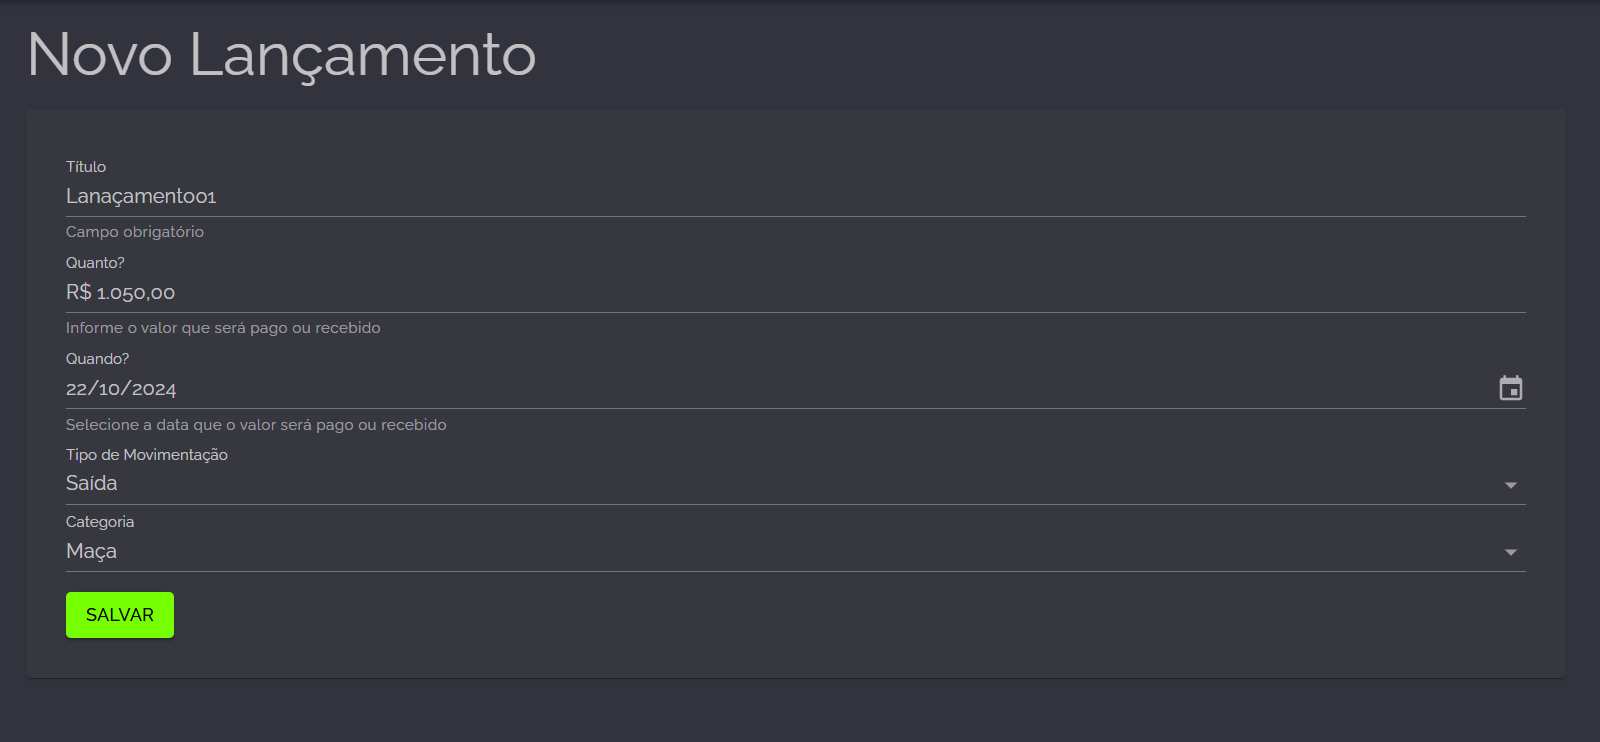 Novo Lançamento
Título
Lanaçamento01
Campo obrigatório
Quanto?
R$ 1.050,00
Informe o valor que será pago ou recebido
Quando?
22/10/2024
Selecione a data que o valor será pago ou recebido
Tipo de Movimentação
Saída
Categoria
Maça
SALVAR